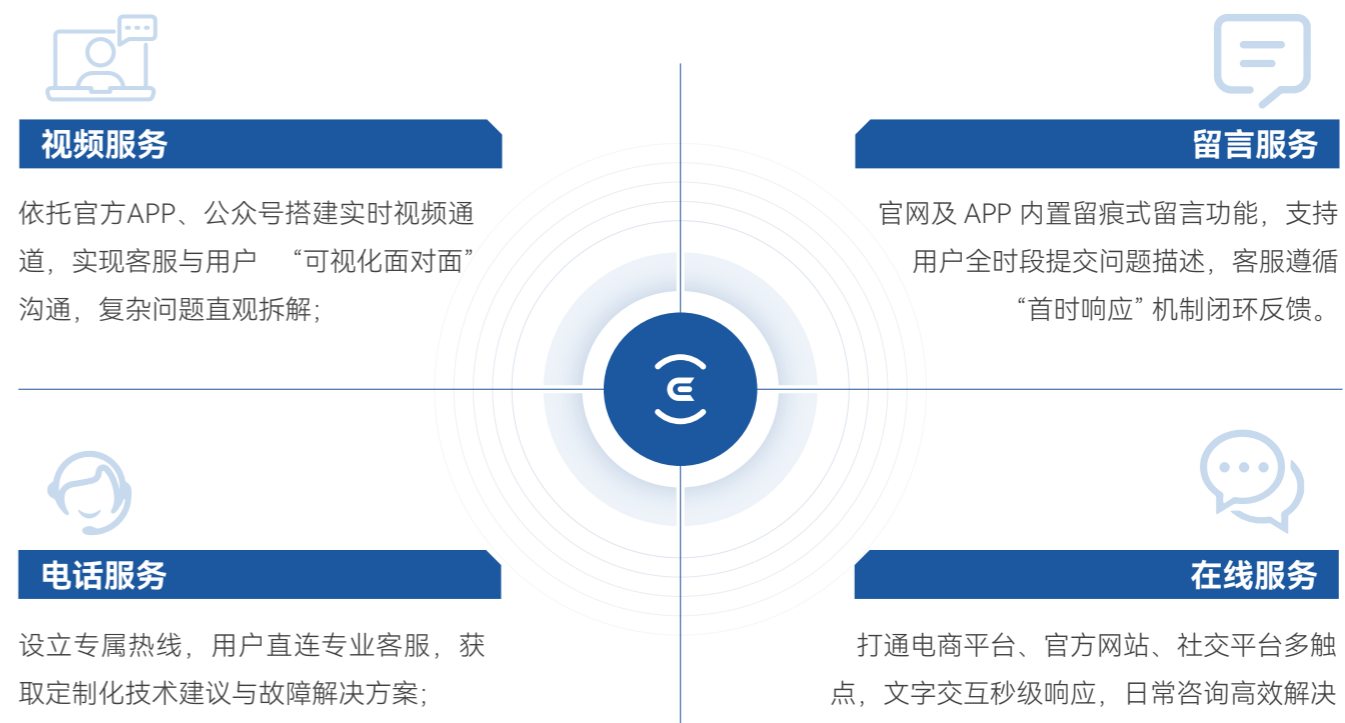 视频服务
依托官方APP、公众号搭建实时视频通
道，实现客服与用户 “可视化面对面”
沟通，复杂问题直观拆解；
留言服务
官网及 APP 内置留痕式留言功能，支持
用户全时段提交问题描述，客服遵循
“首时响应” 机制闭环反馈。
电话服务
设立专属热线，用户直连专业客服，获
取定制化技术建议与故障解决方案；
在线服务
打通电商平台、官方网站、社交平台多触
点，文字交互秒级响应，日常咨询高效解决